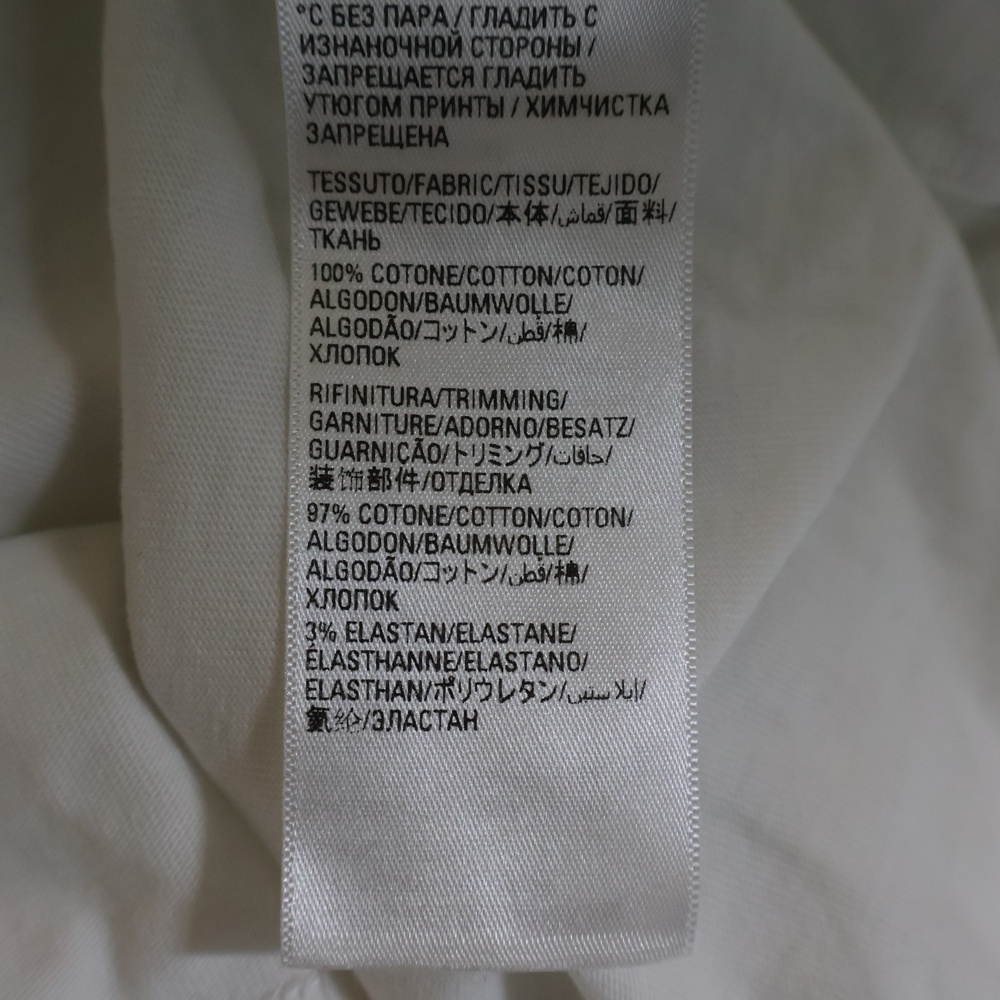 °C БЕЗ ПАРА / ГЛАДИТЬ С
ИЗНАНОЧНОЙ СТОРОНЫ /
ЗАПРЕЩАЕТСЯ ГЛАДИТЬ
УТЮГОМ ПРИНТЫ / ХИМЧИСТКА
ЗАПРЕЩЕНА
TESSUTO/FABRIC/TISSU/TEJIDO/
GEWEBE/TECIDO/本体/قماش/面料/
ТКАНЬ
100% COTONE/COTTON/COTON/
ALGODON/BAUMWOLLE/
ALGODÃO/コットン/قطن/棉/
ХЛОПОК
RIFINITURA/TRIMMING/
GARNITURE/ADORNO/BESATZ/
GUARNICÃO/トリミング/حافات/
装饰部件/ОТДЕЛКА
97% COTONE/COTTON/COTON/
ALGODON/BAUMWOLLE/
ALGODÃO/コットン/قطن/棉/
ХЛОПОК
3% ELASTAN/ELASTANE/
ÉLASTHANNE/ELASTANO/
ELASTHAN/ポリウレタン/إيلاستين/
氨纶/ЭЛАСТАН